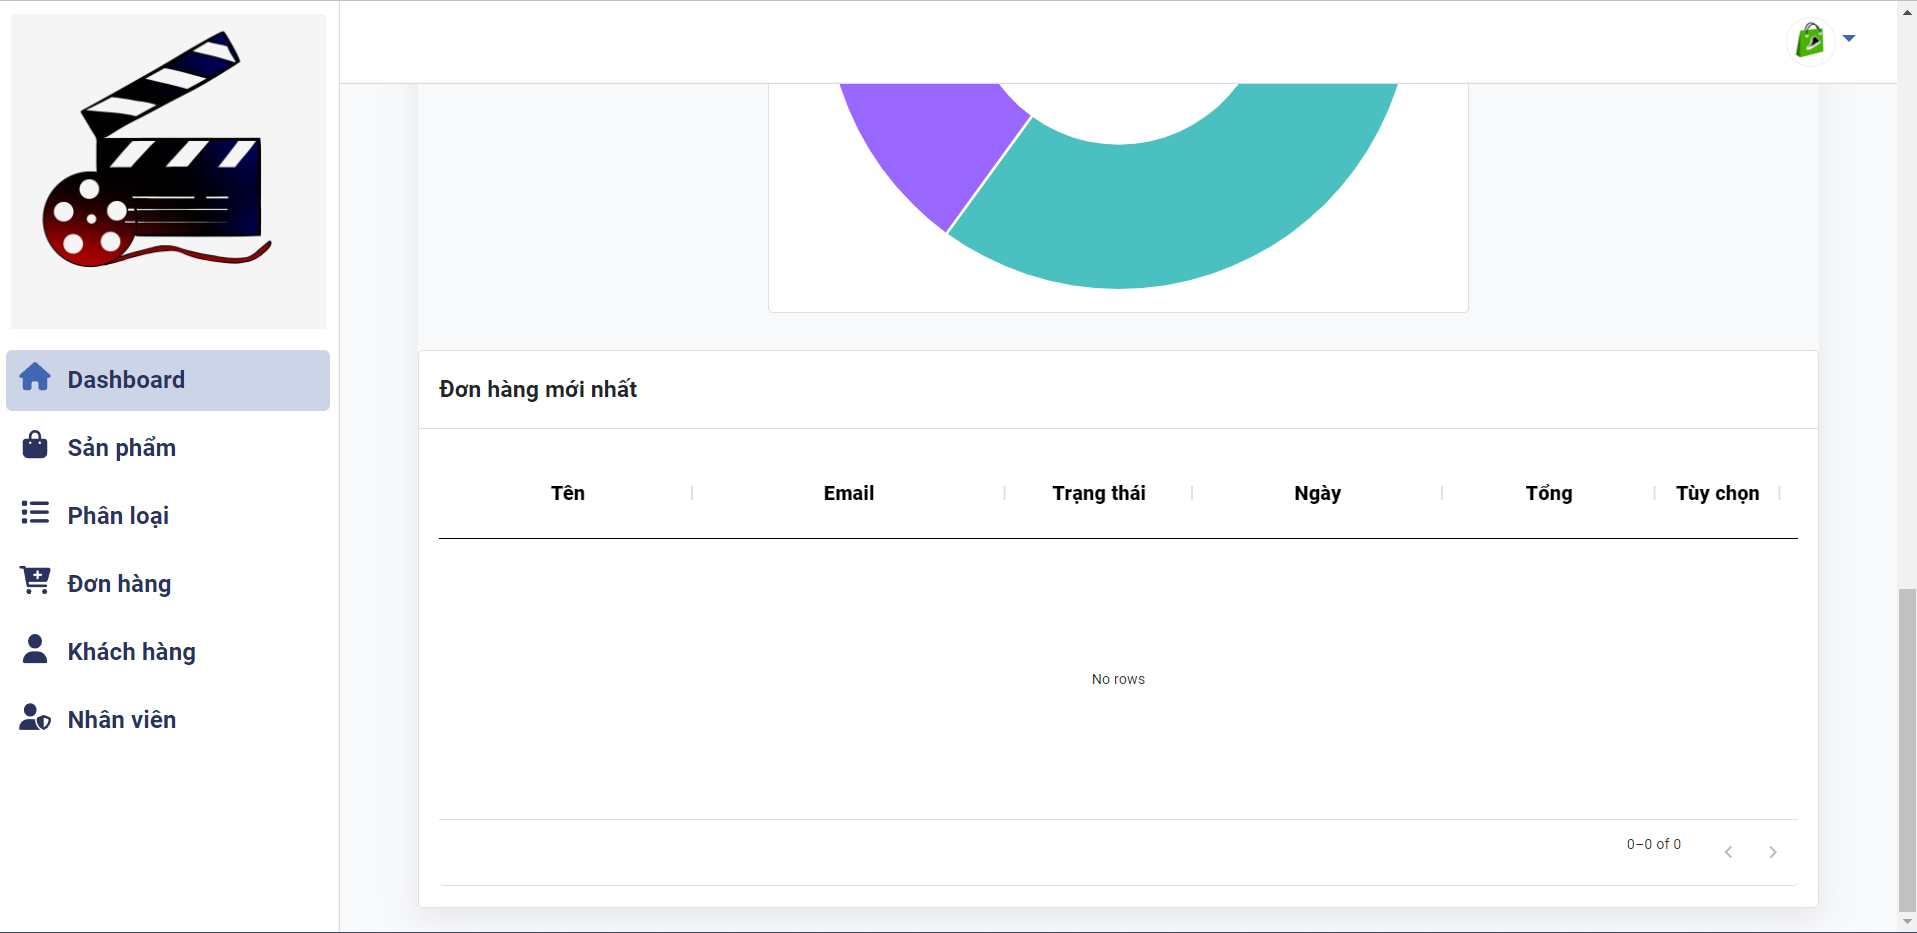 Dashboard
Sản phẩm
Phân loại
Đơn hàng
Khách hàng
Nhân viên
Đơn hàng mới nhất
Tên Email Trạng thái Ngày Tổng Tùy chọn
No rows
0–0 of 0